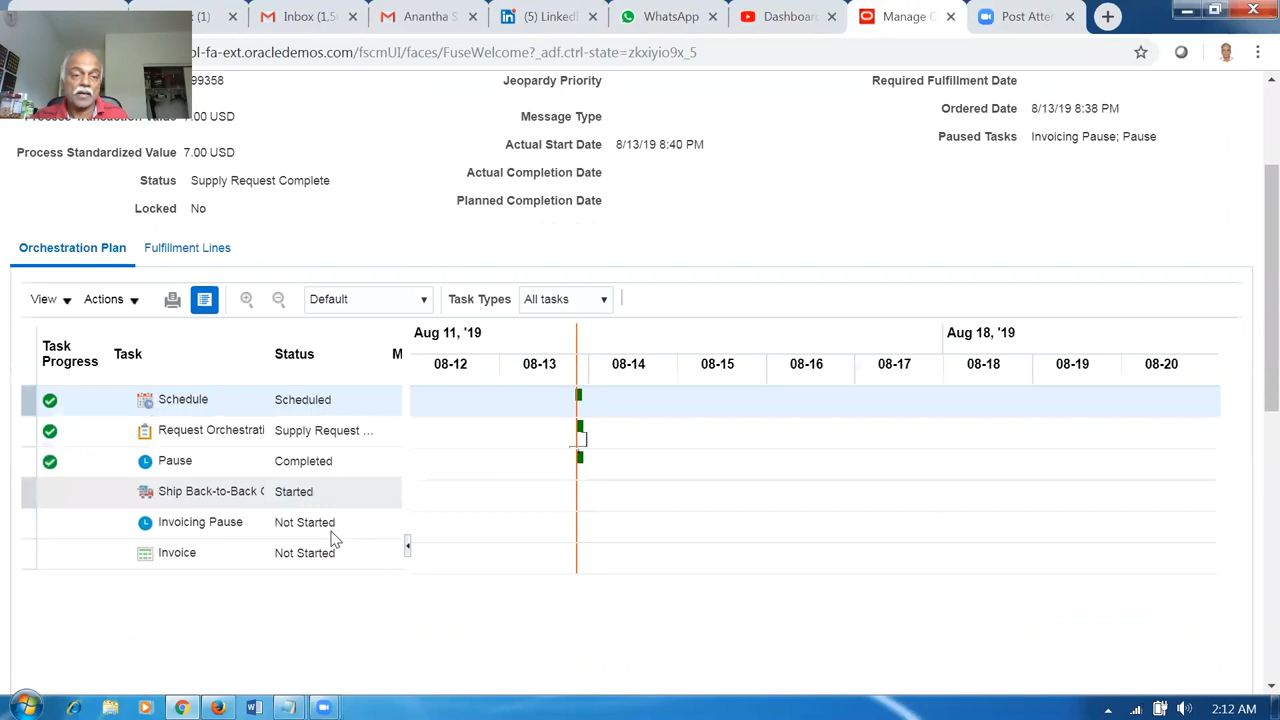 (1)
Inbox (1,5
Anantha S
(5) LinkedI
WhatsApp
Dashboar
Manage C
Post Atter
ol-fa-ext.oracledemos.com/fscmUI/faces/FuseWelcome?_adf.ctrl-state=zkxiyio9x_5
99358
Jeopardy Priority
Required Fulfillment Date
Process Transaction Value 7.00 USD
Message Type
Ordered Date 8/13/19 8:38 PM
Process Standardized Value 7.00 USD
Actual Start Date 8/13/19 8:40 PM
Paused Tasks Invoicing Pause; Pause
Status Supply Request Complete
Actual Completion Date
Locked No
Planned Completion Date
Orchestration Plan Fulfillment Lines
View Actions Default Task Types All tasks
Aug 11, '19 Aug 18, '19
Task Progress Task Status M
08-12 08-13 08-14 08-15 08-16 08-17 08-18 08-19 08-20
Schedule Scheduled
Request Orchestrati Supply Request ...
Pause Completed
Ship Back-to-Back Started
Invoicing Pause Not Started
Invoice Not Started
2:12 AM